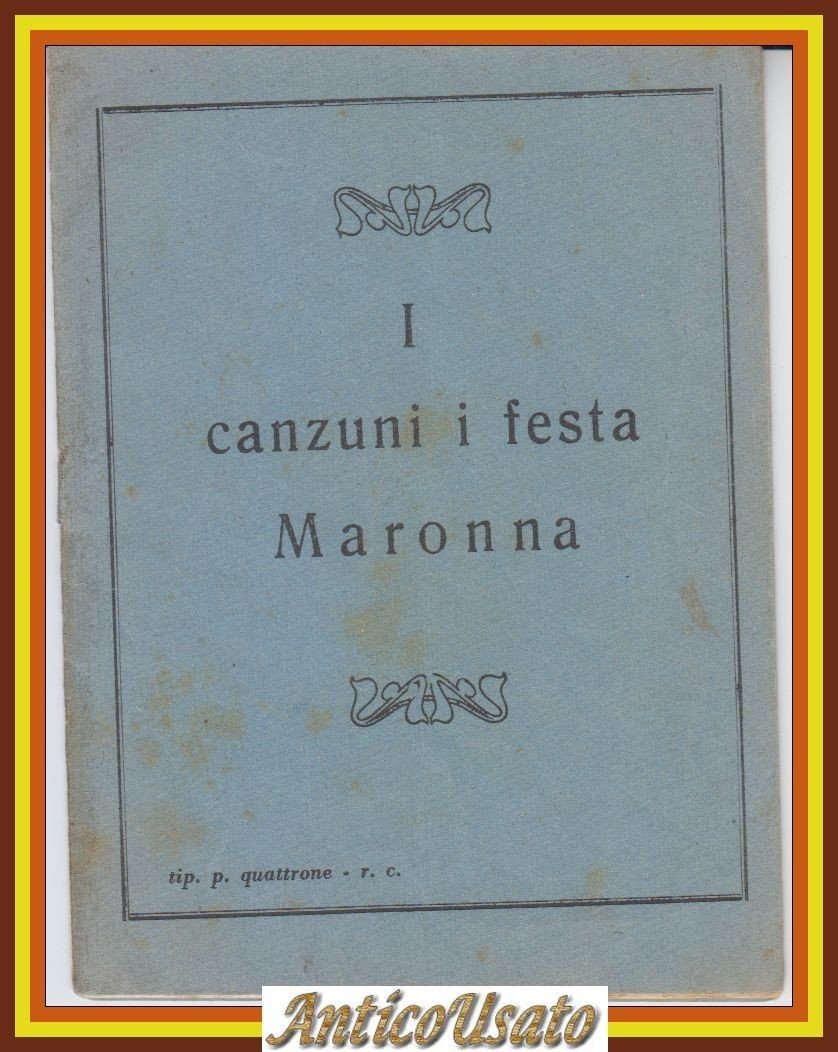 I
canzuni i festa
Maronna
tip. p. quattrone - r. c.
AnticoUsato